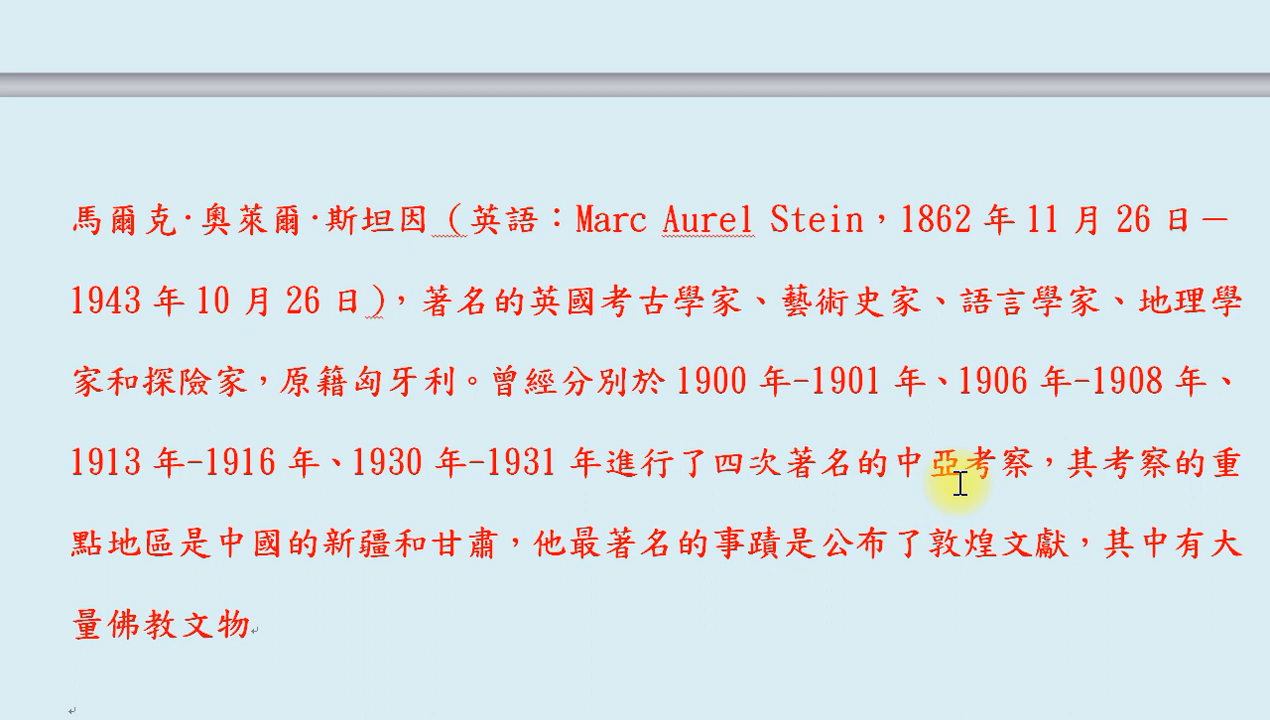 馬爾克·奧萊爾·斯坦因（英語：Marc Aurel Stein，1862年11月26日－
1943年10月26日)，著名的英國考古學家、藝術史家、語言學家、地理學
家和探險家，原籍匈牙利。曾經分別於1900年-1901年、1906年-1908年、
1913年-1916年、1930年-1931年進行了四次著名的中亞考察，其考察的重
點地區是中國的新疆和甘肅，他最著名的事蹟是公布了敦煌文獻，其中有大
量佛教文物